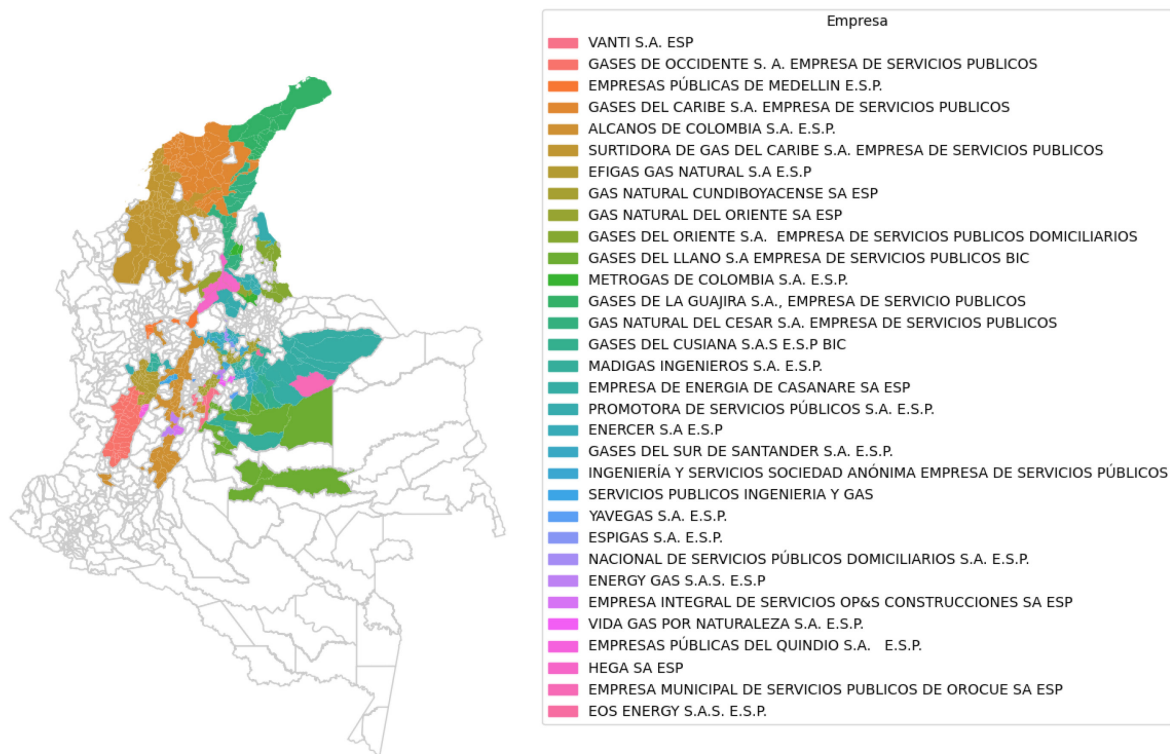 Empresa
VANTI S.A. ESP
GASES DE OCCIDENTE S. A. EMPRESA DE SERVICIOS PUBLICOS
EMPRESAS PÚBLICAS DE MEDELLIN E.S.P.
GASES DEL CARIBE S.A. EMPRESA DE SERVICIOS PUBLICOS
ALCANOS DE COLOMBIA S.A. E.S.P.
SURTIDORA DE GAS DEL CARIBE S.A. EMPRESA DE SERVICIOS PUBLICOS
EFIGAS GAS NATURAL S.A E.S.P
GAS NATURAL CUNDIBOYACENSE SA ESP
GAS NATURAL DEL ORIENTE SA ESP
GASES DEL ORIENTE S.A.  EMPRESA DE SERVICIOS PUBLICOS DOMICILIARIOS
GASES DEL LLANO S.A EMPRESA DE SERVICIOS PUBLICOS BIC
METROGAS DE COLOMBIA S.A. E.S.P.
GASES DE LA GUAJIRA S.A., EMPRESA DE SERVICIO PUBLICOS
GAS NATURAL DEL CESAR S.A. EMPRESA DE SERVICIOS PUBLICOS
GASES DEL CUSIANA S.A.S E.S.P BIC
MADIGAS INGENIEROS S.A. E.S.P.
EMPRESA DE ENERGIA DE CASANARE SA ESP
PROMOTORA DE SERVICIOS PÚBLICOS S.A. E.S.P.
ENERCER S.A E.S.P
GASES DEL SUR DE SANTANDER S.A. E.S.P.
INGENIERÍA Y SERVICIOS SOCIEDAD ANÓNIMA EMPRESA DE SERVICIOS PÚBLICOS
SERVICIOS PUBLICOS INGENIERIA Y GAS
YAVEGAS S.A. E.S.P.
ESPIGAS S.A. E.S.P.
NACIONAL DE SERVICIOS PÚBLICOS DOMICILIARIOS S.A. E.S.P.
ENERGY GAS S.A.S. E.S.P
EMPRESA INTEGRAL DE SERVICIOS OP&S CONSTRUCCIONES SA ESP
VIDA GAS POR NATURALEZA S.A. E.S.P.
EMPRESAS PÚBLICAS DEL QUINDIO S.A.   E.S.P.
HEGA SA ESP
EMPRESA MUNICIPAL DE SERVICIOS PUBLICOS DE OROCUE SA ESP
EOS ENERGY S.A.S. E.S.P.